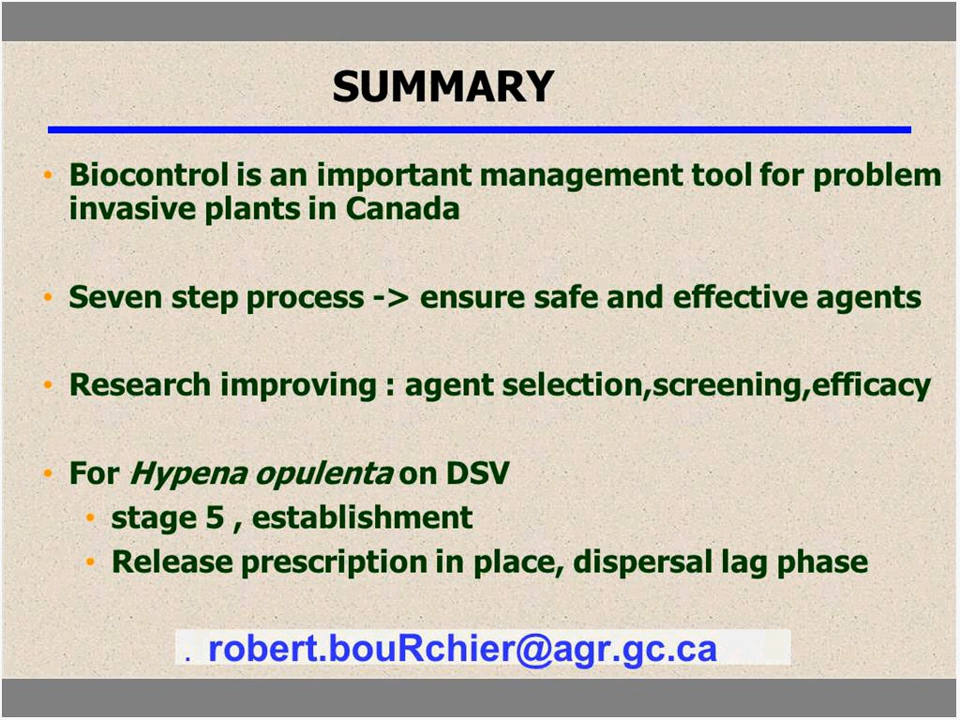 SUMMARY
• Biocontrol is an important management tool for problem
invasive plants in Canada
• Seven step process -> ensure safe and effective agents
• Research improving : agent selection,screening,efficacy
• For Hypena opulenta on DSV
• stage 5 , establishment
• Release prescription in place, dispersal lag phase
. robert.bouRchier@agr.gc.ca